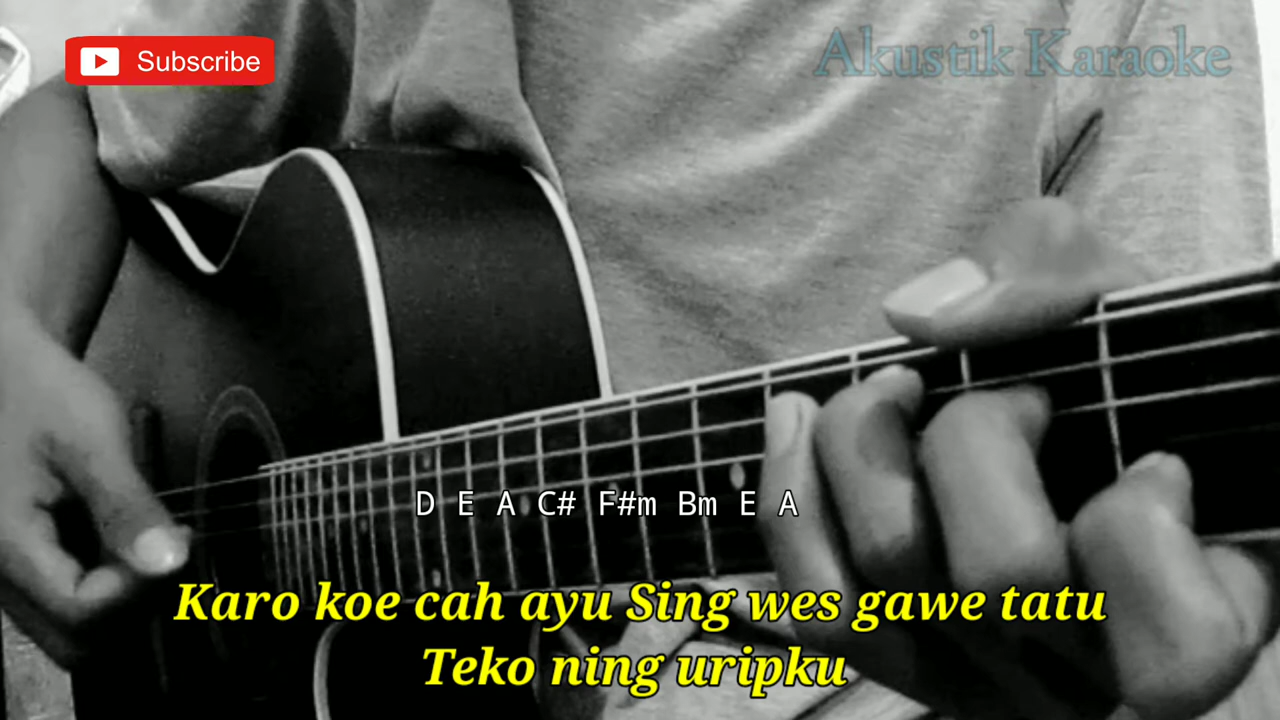 Subscribe
Akustik Karaoke
D E A C# F#m Bm E A
Karo koe cah ayu Sing wes gawe tatu
Teko ning uripku